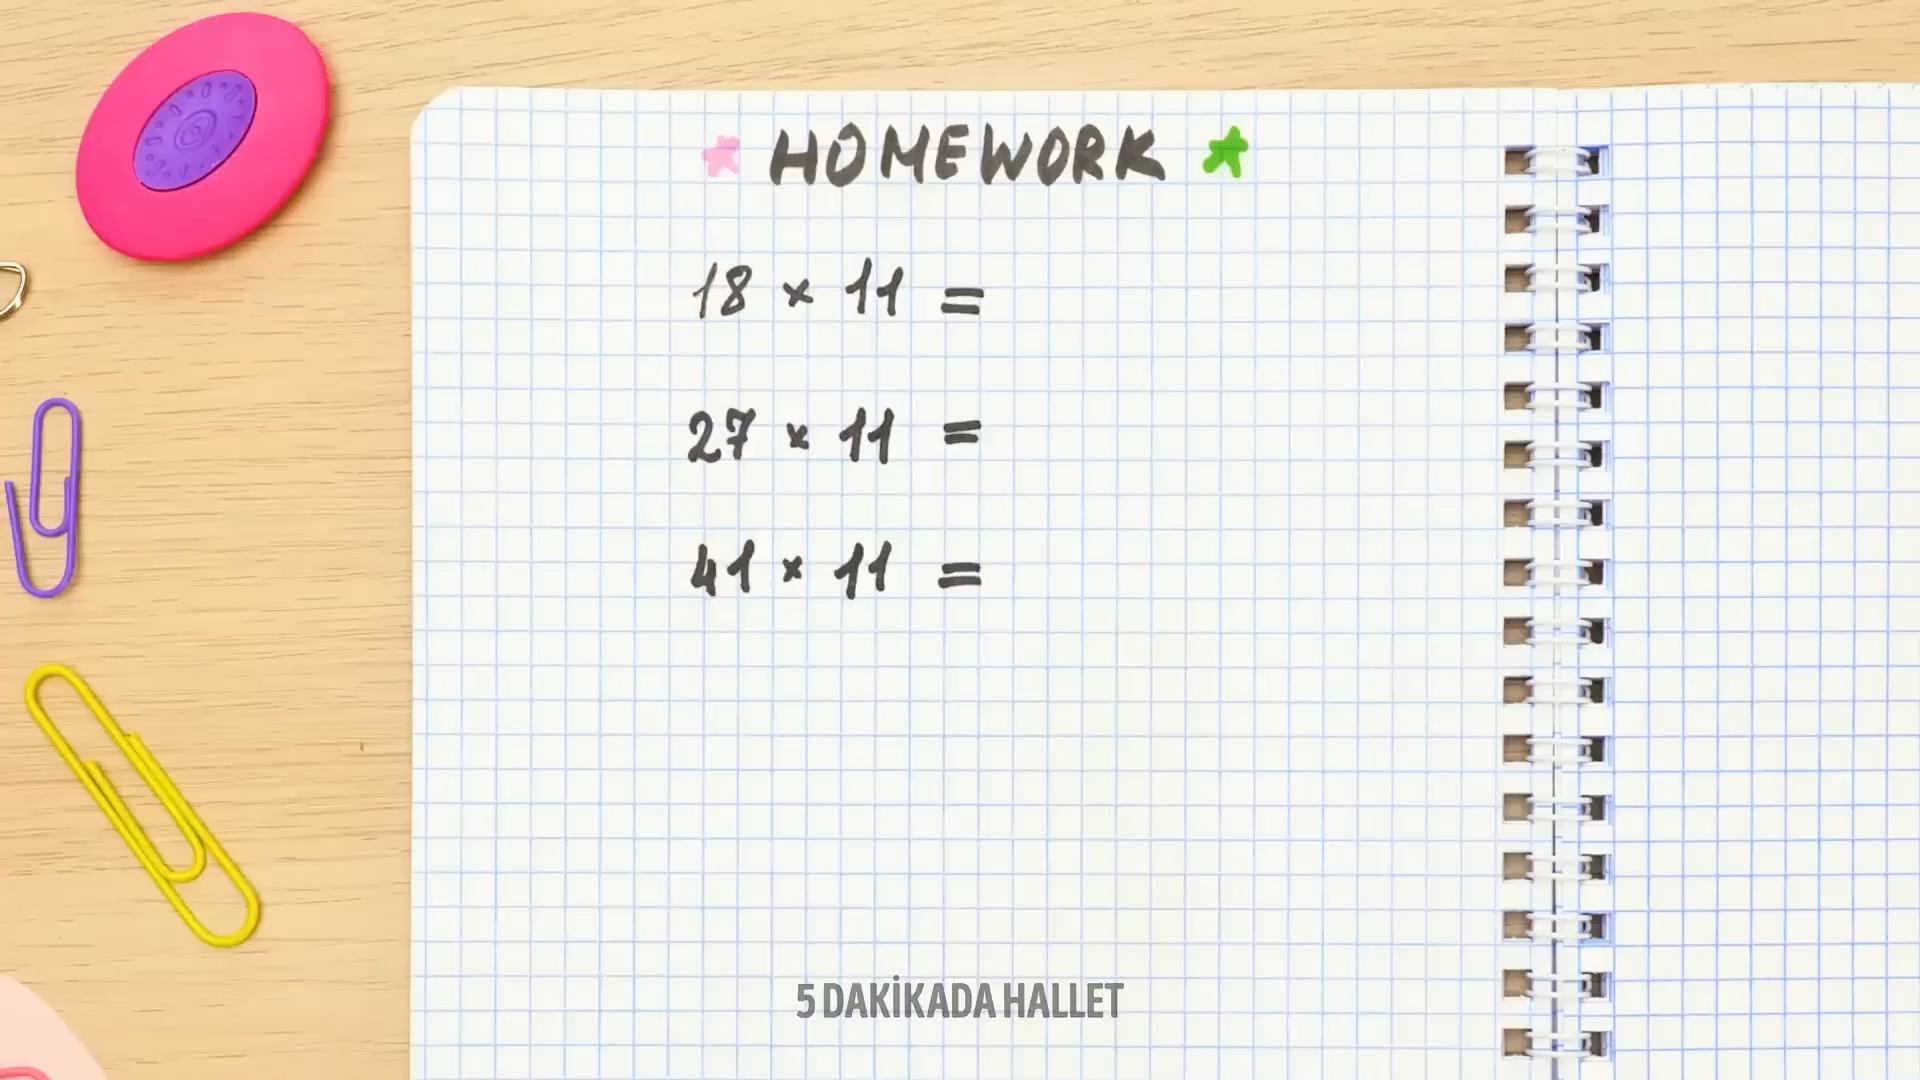 HOMEWORK
18 × 11 =
27 × 11 =
41 × 11 =
5 DAKİKADA HALLET